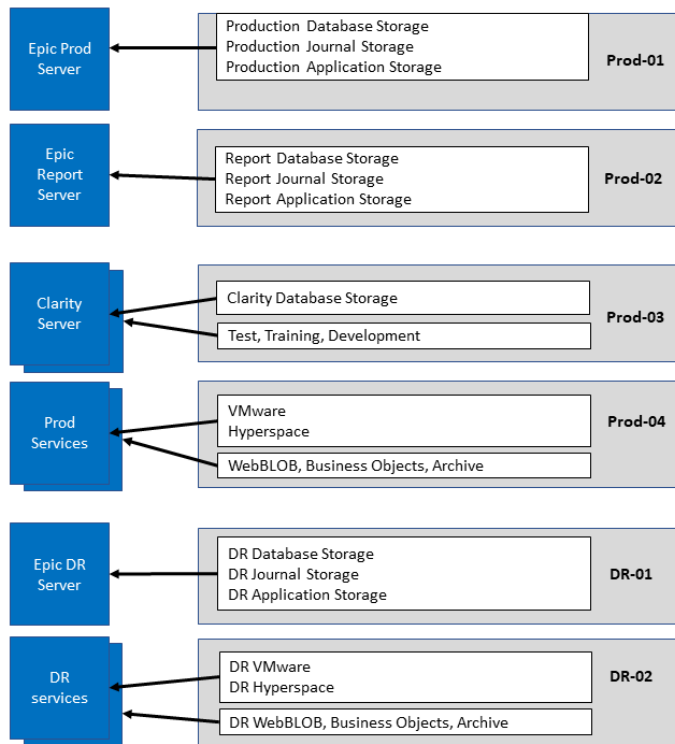 Epic Prod
Server
Production Database Storage
Production Journal Storage
Production Application Storage
Prod-01
Epic
Report
Server
Report Database Storage
Report Journal Storage
Report Application Storage
Prod-02
Clarity
Server
Clarity Database Storage
Test, Training, Development
Prod-03
Prod
Services
VMware
Hyperspace
WebBLOB, Business Objects, Archive
Prod-04
Epic DR
Server
DR Database Storage
DR Journal Storage
DR Application Storage
DR-01
DR
services
DR VMware
DR Hyperspace
DR WebBLOB, Business Objects, Archive
DR-02